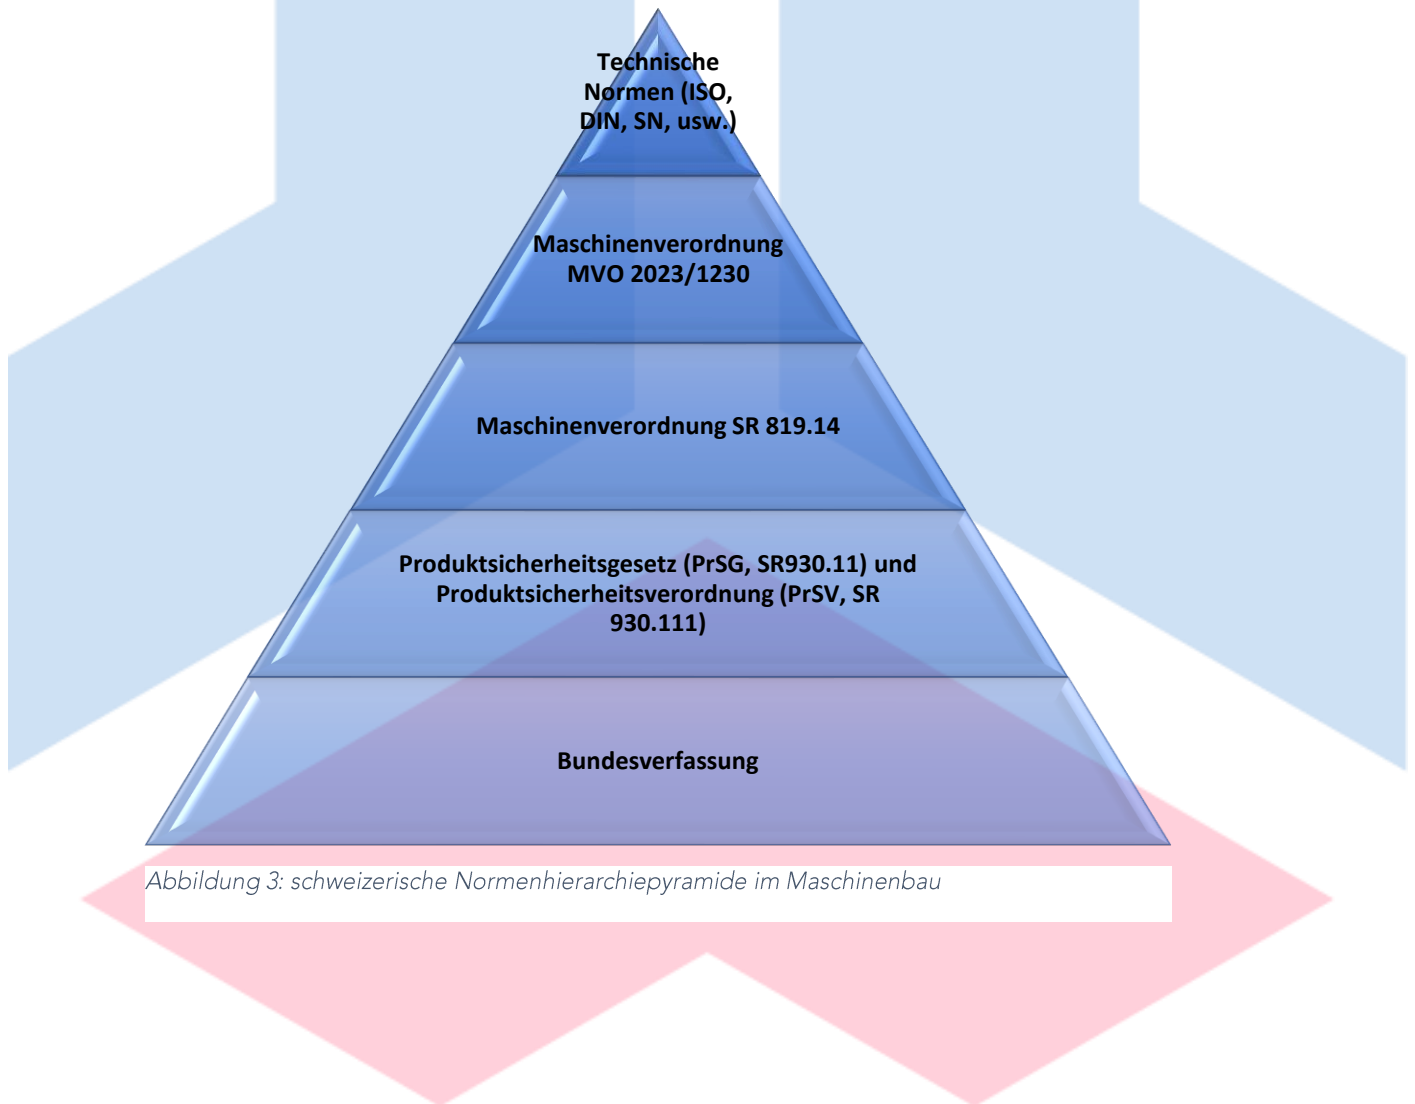 Technische
Normen (ISO,
DIN, SN, usw.)
Maschinenverordnung
MVO 2023/1230
Maschinenverordnung SR 819.14
Produktsicherheitsgesetz (PrSG, SR930.11) und
Produktsicherheitsverordnung (PrSV, SR
930.111)
Bundesverfassung
Abbildung 3: schweizerische Normenhierarchiepyramide im Maschinenbau